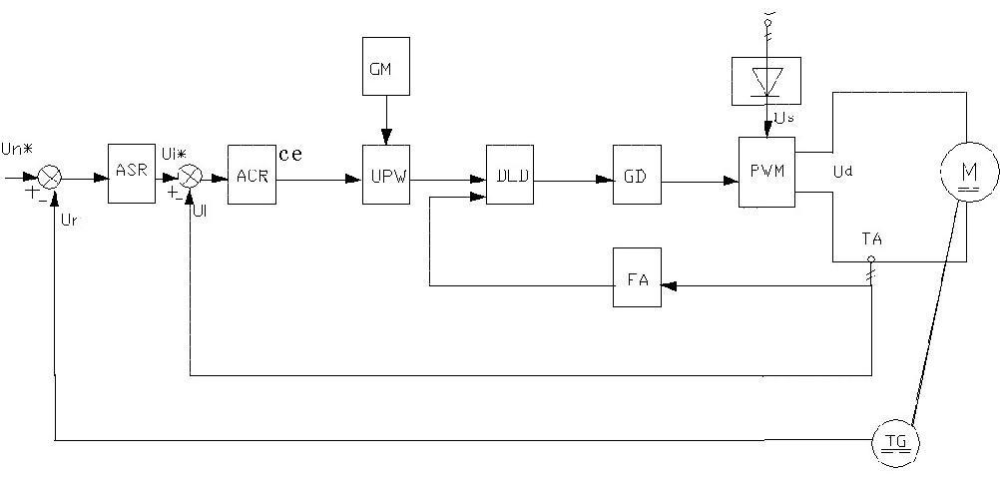 GM
Us
Un*
ASR
Ui*
ACR
ce
UPW
DLD
GD
PWM
Ud
M
+
-
+
-
Ur
UI
TA
FA
TG